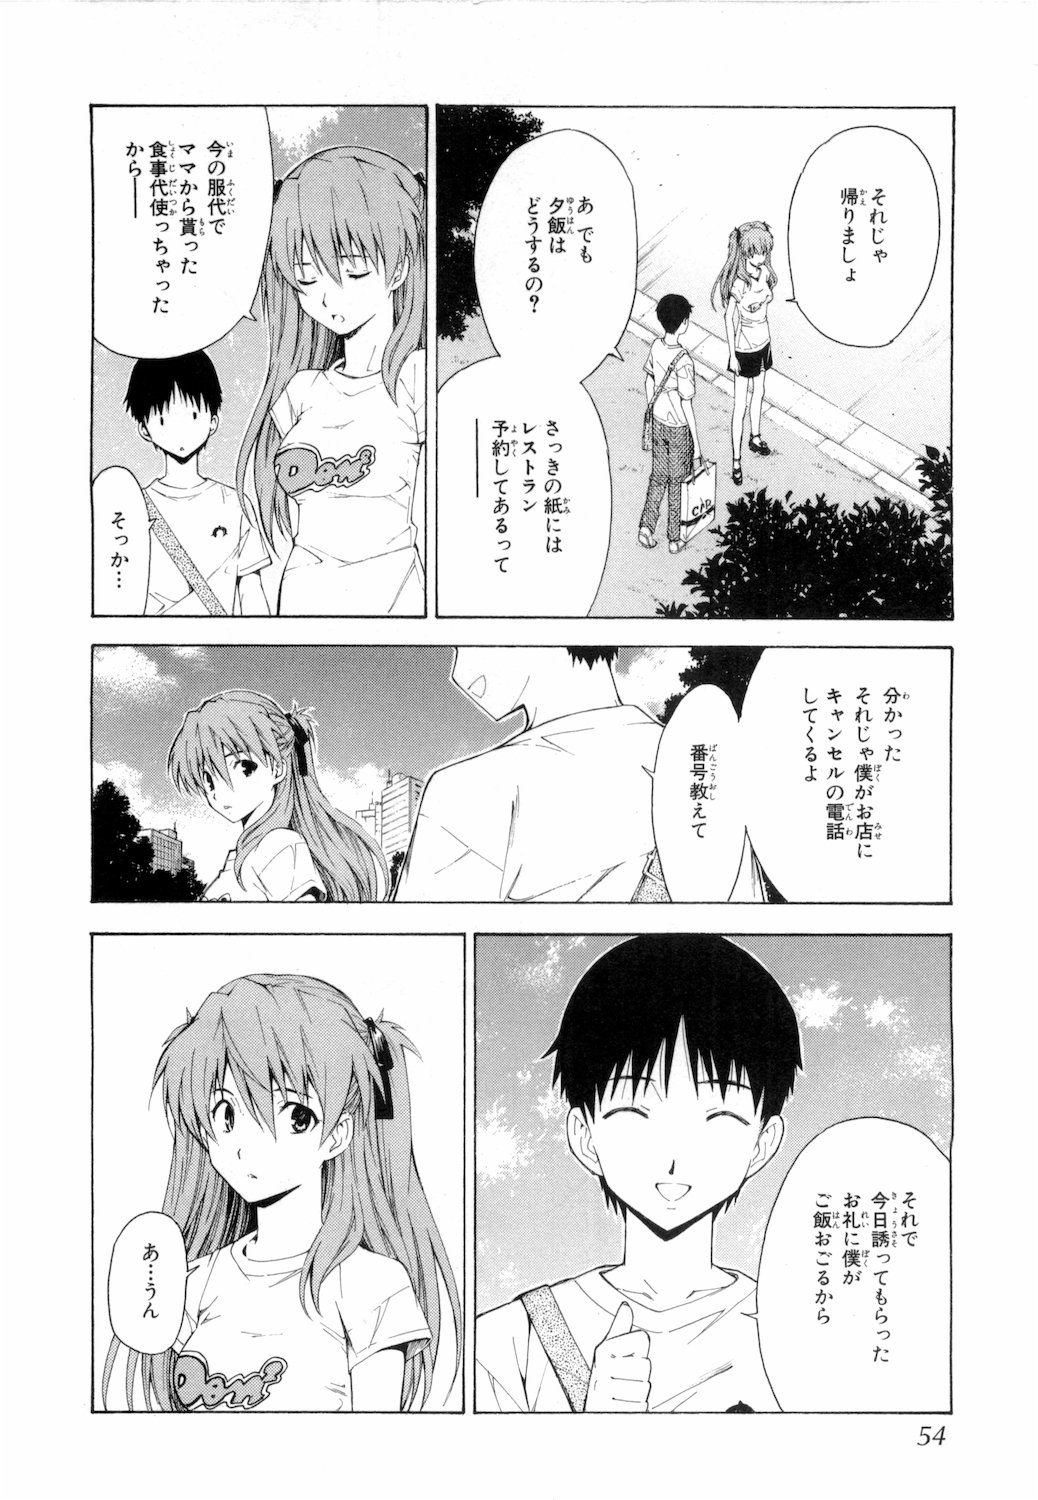 それじゃ
帰りましょ
あ でも
夕飯は
どうするの？
さっきの紙には
レストラン
予約してあるって
――
CAP
今の服代で
ママから貰った
食事代使っちゃった
から――
Dom
そっか…
分かった
それじゃ僕がお店に
キャンセルの電話
してくるよ
番号教えて
それで
今日誘ってもらった
お礼に僕が
ご飯おごるから
あ…うん
Dom
54